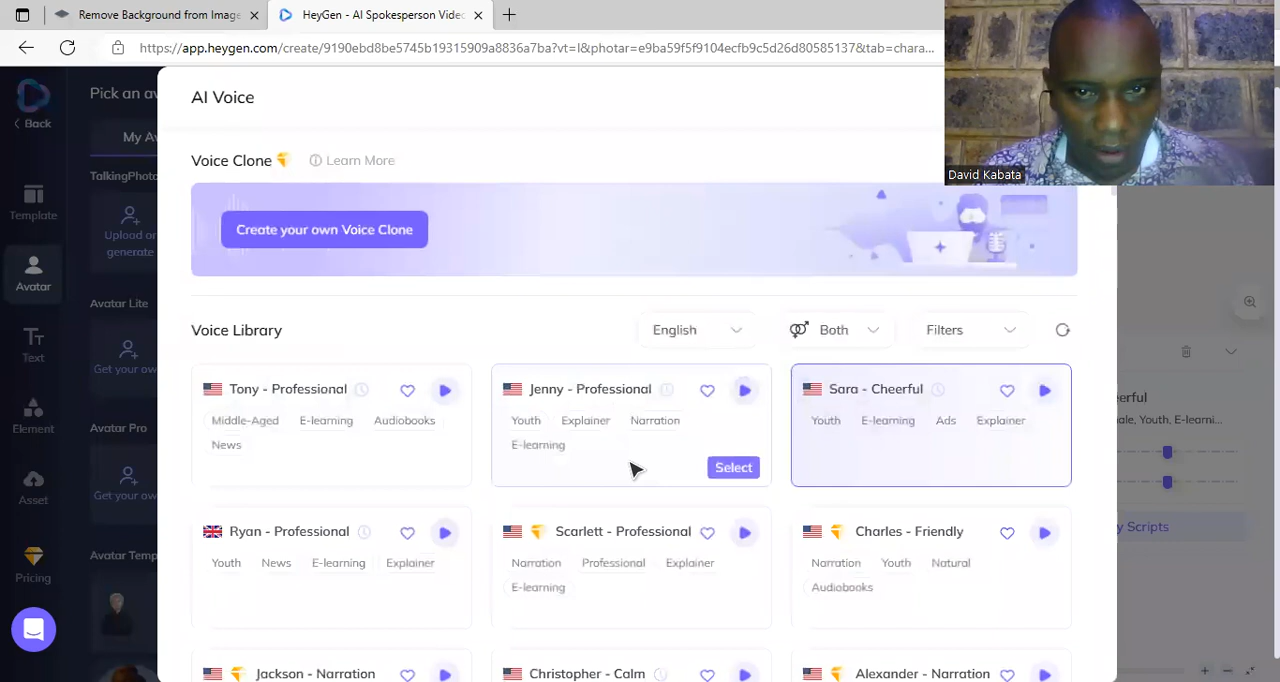 Remove Background from Image
HeyGen - AI Spokesperson Video
https://app.heygen.com/create/9190ebd8be5745b19315909a8836a7ba?vt=l&photar=e9ba59f5f9104ecfb9c5d26d80585137&tab=chara...
David Kabata
Back
Template
Avatar
Text
Element
Asset
Pricing
Pick an av
My Av
TalkingPhoto
Upload or
generate
Avatar Lite
Get your ow
Avatar Pro
Get your ow
Avatar Temp
AI Voice
Voice Clone
Learn More
Create your own Voice Clone
Voice Library
English
Both
Filters
Tony - Professional
Middle-Aged E-learning Audiobooks
News
Jenny - Professional
Youth Explainer Narration
E-learning
Select
Sara - Cheerful
Youth E-learning Ads Explainer
Ryan - Professional
Youth News E-learning Explainer
Scarlett - Professional
Narration Professional Explainer
E-learning
Charles - Friendly
Narration Youth Natural
Audiobooks
Jackson - Narration
Christopher - Calm
Alexander - Narration
erful
ale, Youth, E-learni...
y Scripts